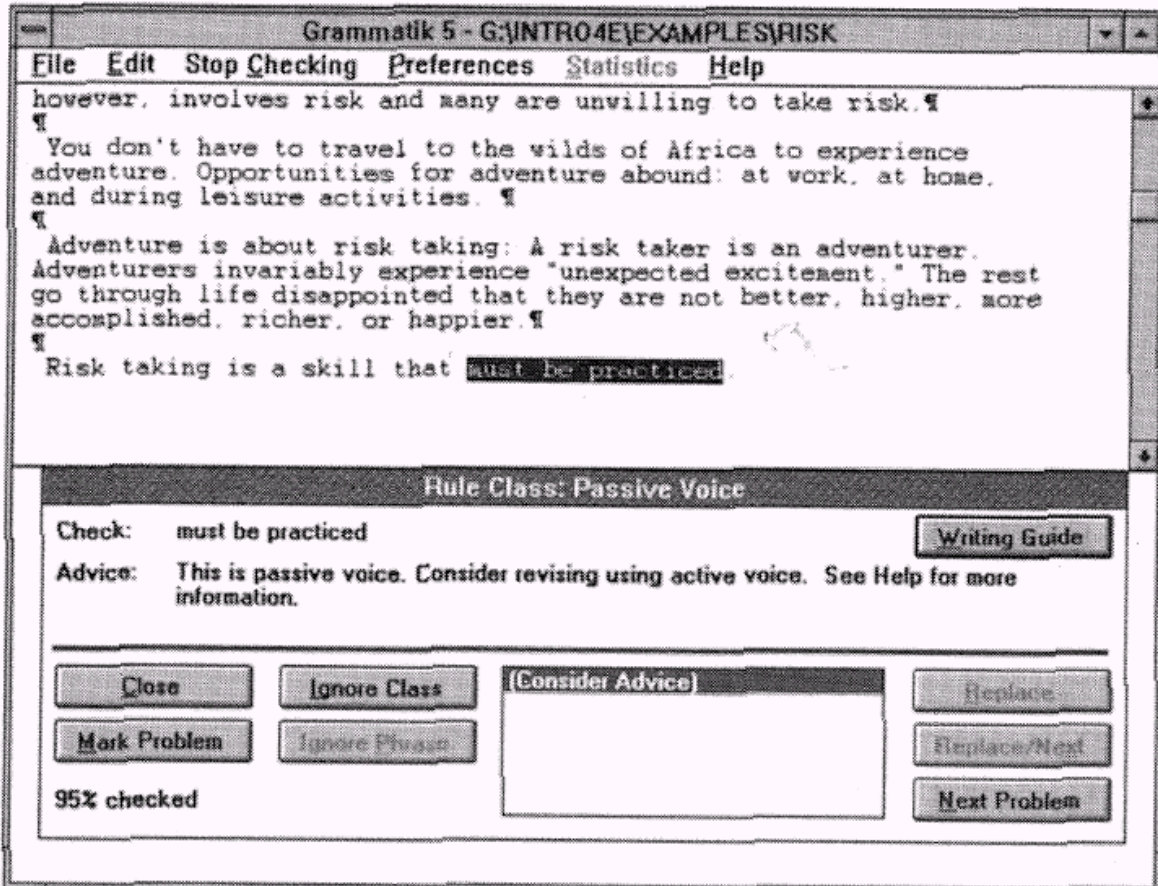 Grammatik 5 - G:\INTRO4E\EXAMPLES\RISK
File Edit Stop Checking Preferences Statistics Help
however, involves risk and many are unwilling to take risk.¶
¶
You don't have to travel to the wilds of Africa to experience
adventure. Opportunities for adventure abound: at work, at home,
and during leisure activities. ¶
¶
Adventure is about risk taking: A risk taker is an adventurer.
Adventurers invariably experience "unexpected excitement." The rest
go through life disappointed that they are not better, higher, more
accomplished, richer, or happier.¶
¶
Risk taking is a skill that must be practiced.
Rule Class: Passive Voice
Check: must be practiced
Writing Guide
Advice: This is passive voice. Consider revising using active voice. See Help for more
information.
Close Ignore Class (Consider Advice) Replace
Mark Problem Ignore Phrase Replace/Next
95% checked Next Problem